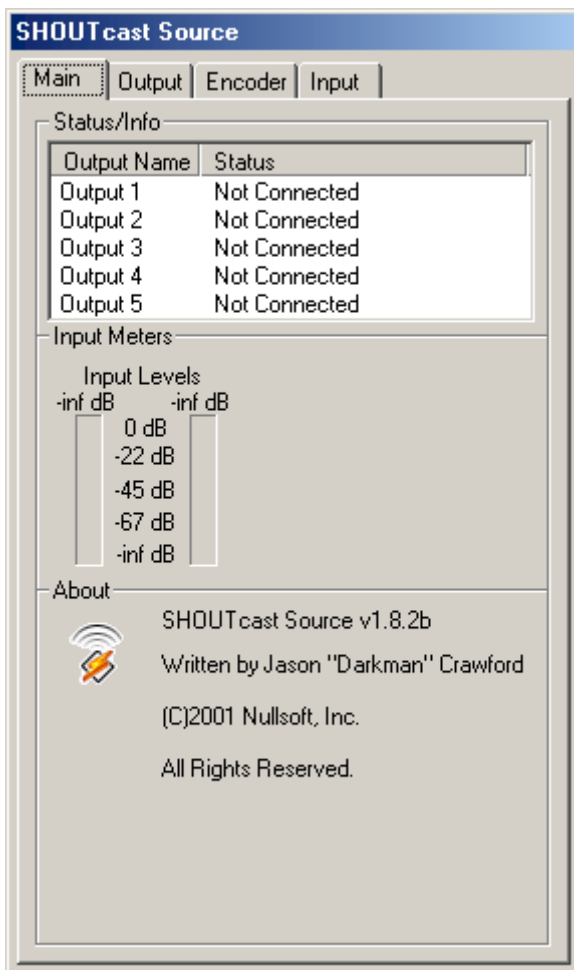 SHOUTcast Source
Main Output Encoder Input
Status/Info
Output Name Status
Output 1 Not Connected
Output 2 Not Connected
Output 3 Not Connected
Output 4 Not Connected
Output 5 Not Connected
Input Meters
Input Levels
-inf dB -inf dB
0 dB
-22 dB
-45 dB
-67 dB
-inf dB
About
SHOUTcast Source v1.8.2b
Written by Jason "Darkman" Crawford
(C)2001 Nullsoft, Inc.
All Rights Reserved.